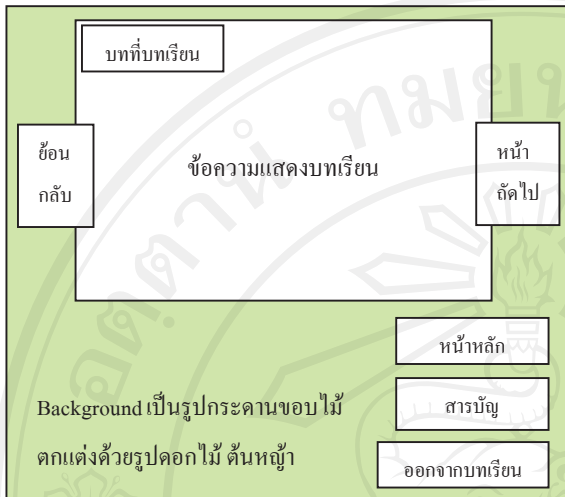 บทที่บทเรียน
ย้อน
กลับ
ข้อความแสดงบทเรียน
หน้า
ถัดไป
หน้าหลัก
Background เป็นรูปกระดานขอบไม้
สารบัญ
ตกแต่งด้วยรูปดอกไม้ ต้นหญ้า
ออกจากบทเรียน